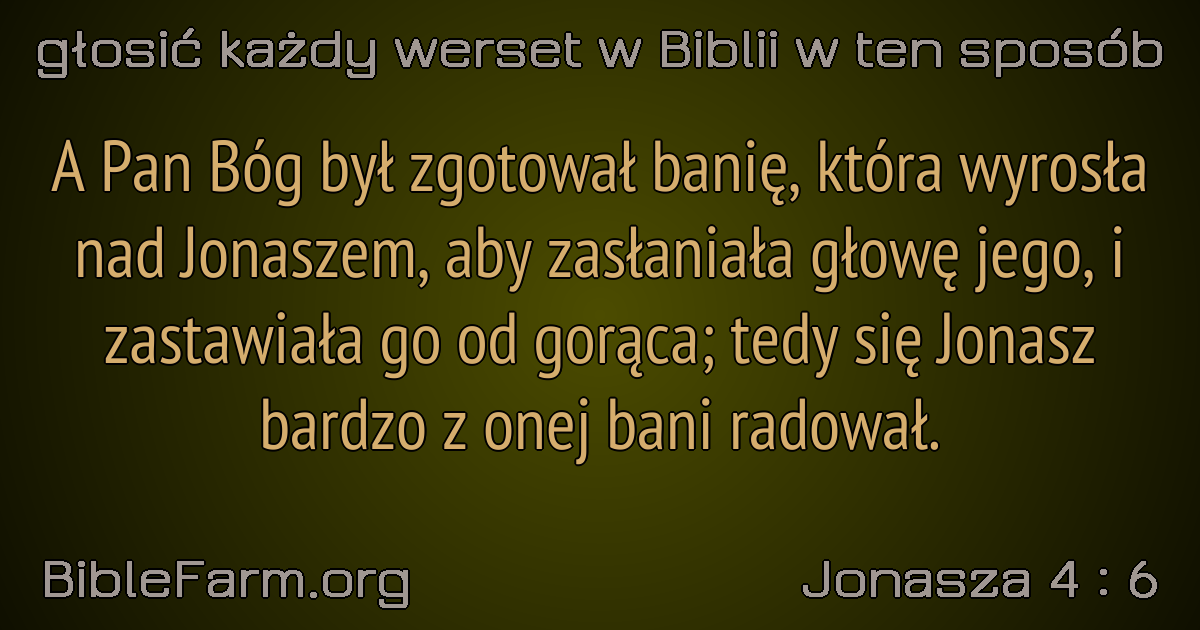 głosić każdy werset w Biblii w ten sposób
A Pan Bóg był zgotował banię, która wyrosła
nad Jonaszem, aby zasłaniała głowę jego, i
zastawiała go od gorąca; tedy się Jonasz
bardzo z onej bani radował.
BibleFarm.org
Jonasza 4 : 6